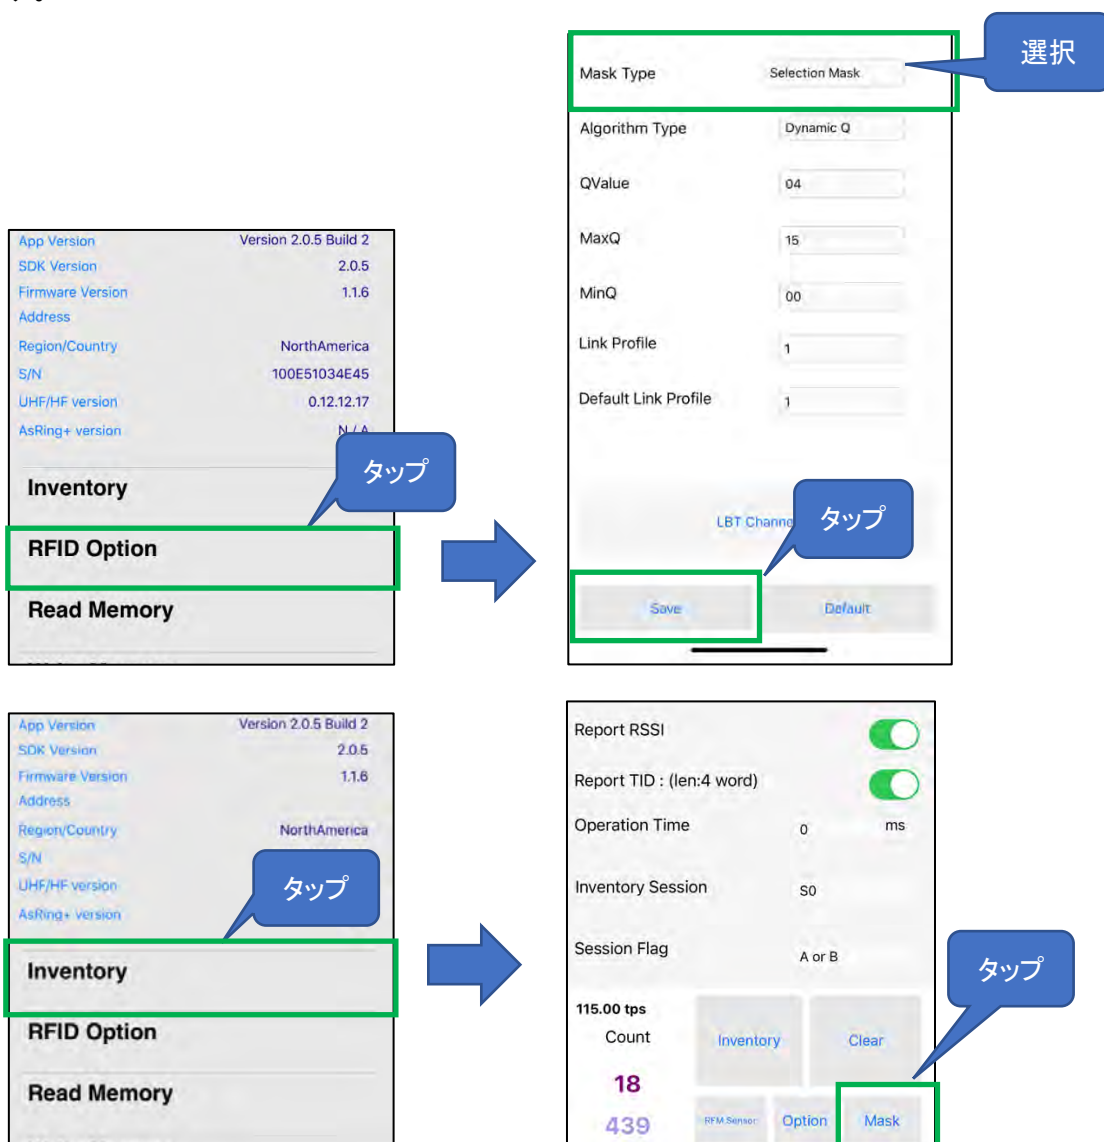 選択
Mask Type Selection Mask
Algorithm Type Dynamic Q
QValue 04
MaxQ 15
MinQ 00
Link Profile 1
Default Link Profile 1
タップ
Save Default
App Version Version 2.0.5 Build 2
SDK Version 2.0.5
Firmware Version 1.1.6
Address
Region/Country NorthAmerica
S/N 100E51034E45
UHF/HF version 0.12.12.17
AsRing+ version N / A
タップ
Inventory
RFID Option
Read Memory
App Version Version 2.0.5 Build 2
SDK Version 2.0.5
Firmware Version 1.1.6
Address
Region/Country NorthAmerica
S/N
UHF/HF version
AsRing+ version
タップ
Inventory
RFID Option
Read Memory
Report RSSI
Report TID : (len:4 word)
Operation Time 0 ms
Inventory Session S0
Session Flag A or B
タップ
115.00 tps
Count Inventory Clear
18
439 RFM Sensor Option Mask